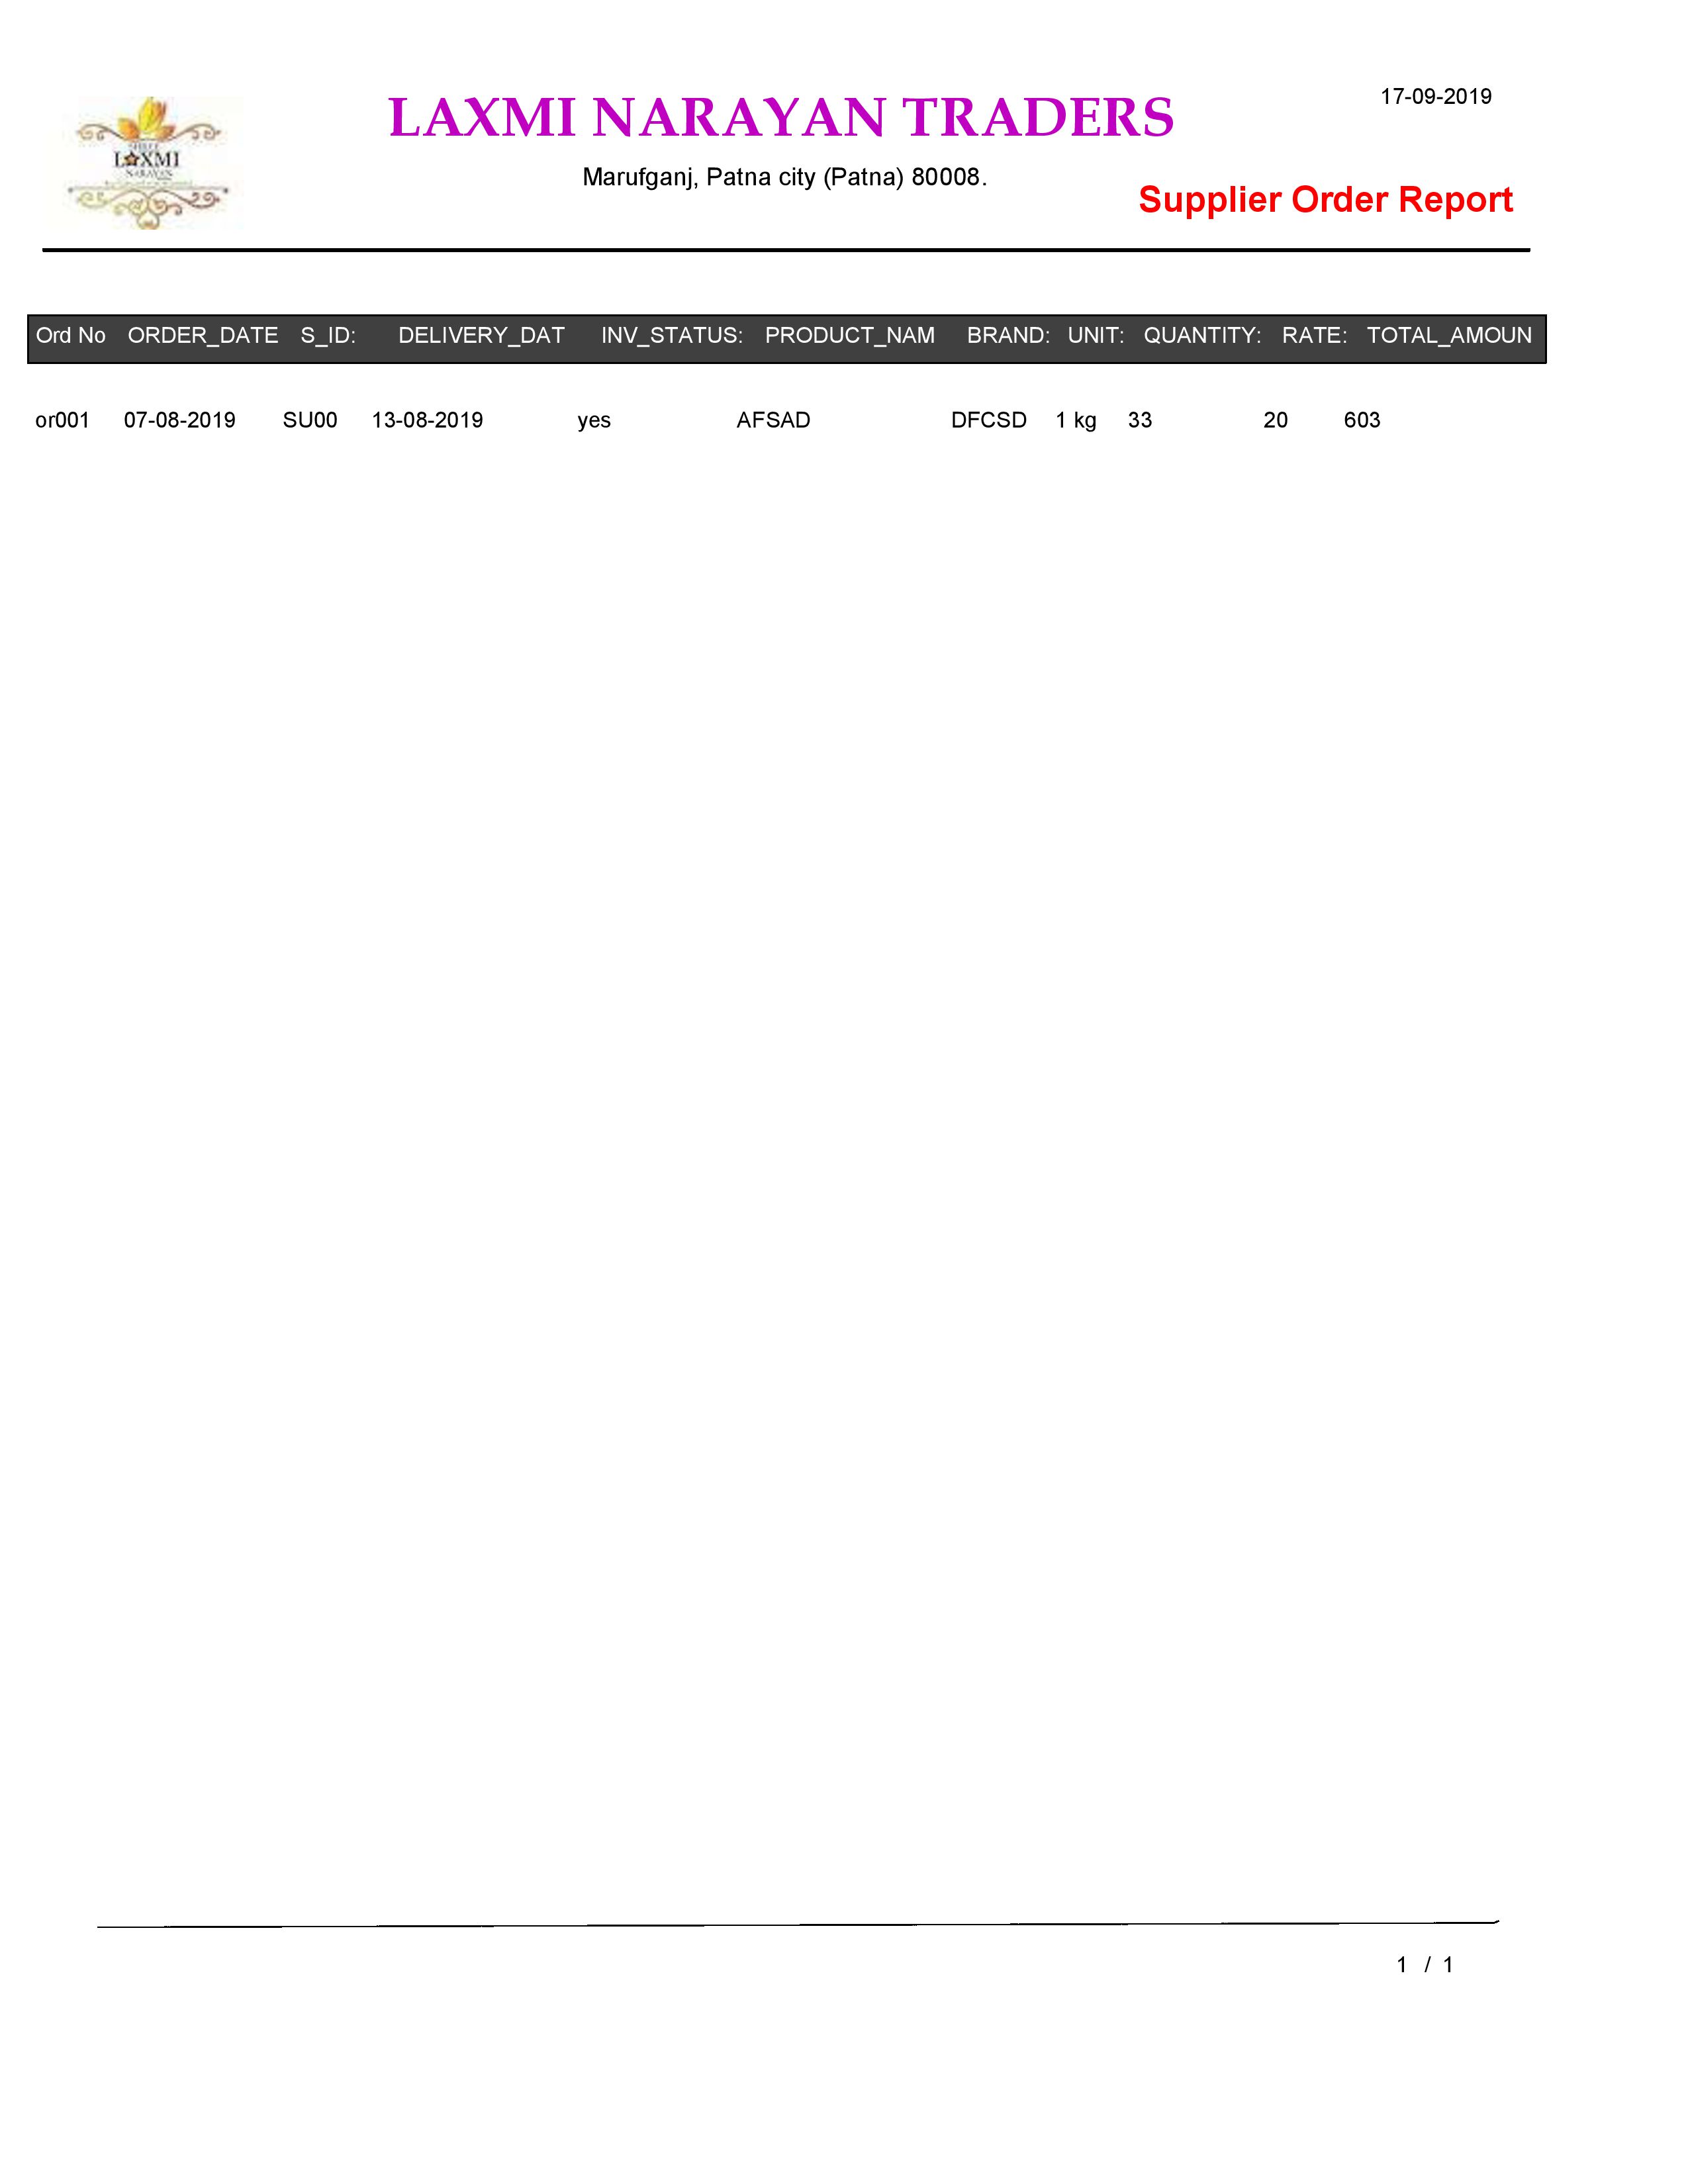 17-09-2019
LAXMI NARAYAN TRADERS
LAXMI
NARAYAN
Marufganj, Patna city (Patna) 80008.
Supplier Order Report
Ord No ORDER_DATE S_ID: DELIVERY_DAT INV_STATUS: PRODUCT_NAM BRAND: UNIT: QUANTITY: RATE: TOTAL_AMOUN
or001 07-08-2019 SU00 13-08-2019 yes AFSAD DFCSD 1 kg 33 20 603
1 / 1